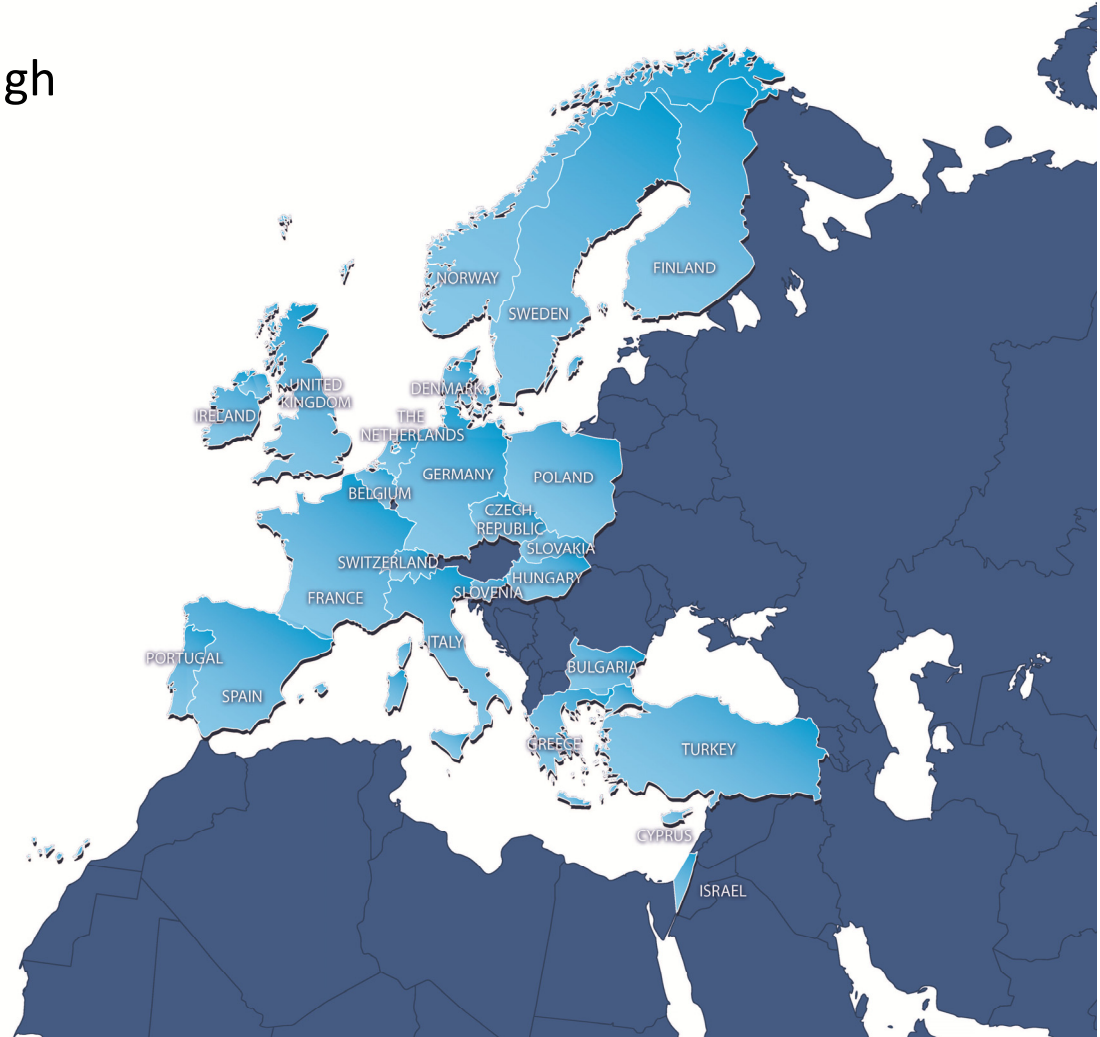 gh
NORWAY
FINLAND
SWEDEN
UNITED
KINGDOM
DENMARK
IRELAND
THE
NETHERLANDS
GERMANY
POLAND
BELGIUM
CZECH
REPUBLIC
SLOVAKIA
SWITZERLAND
HUNGARY
SLOVENIA
FRANCE
ITALY
PORTUGAL
BULGARIA
SPAIN
GREECE
TURKEY
CYPRUS
ISRAEL